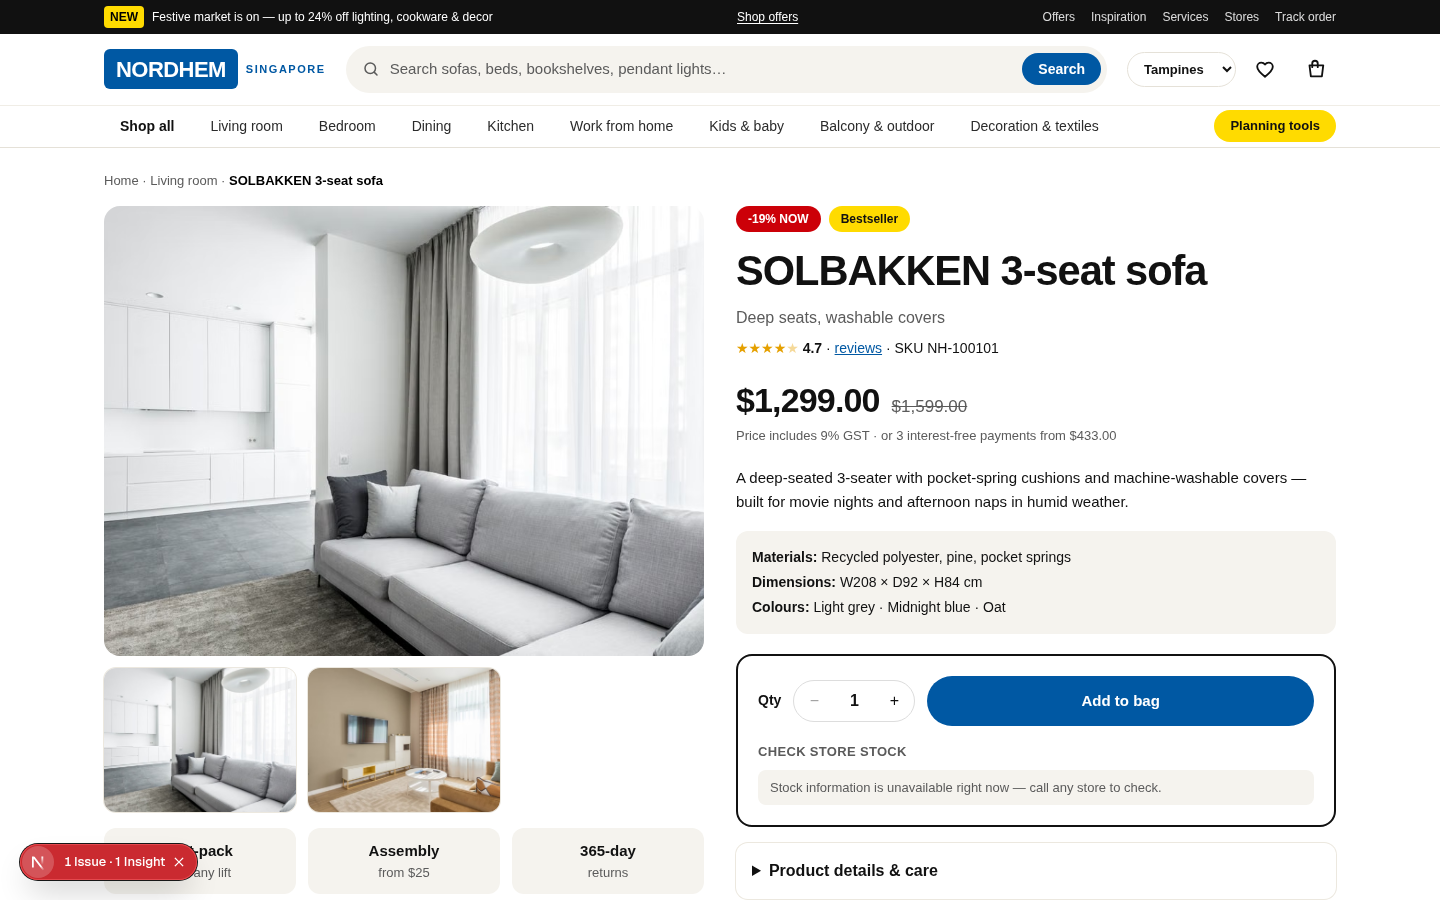 NEW Festive market is on — up to 24% off lighting, cookware & decor Shop offers Offers Inspiration Services Stores Track order
NORDHEM SINGAPORE Search sofas, beds, bookshelves, pendant lights… Search Tampines
Shop all Living room Bedroom Dining Kitchen Work from home Kids & baby Balcony & outdoor Decoration & textiles Planning tools
Home · Living room · SOLBAKKEN 3-seat sofa
-19% NOW Bestseller
SOLBAKKEN 3-seat sofa
Deep seats, washable covers
★★★★★ 4.7 · reviews · SKU NH-100101
$1,299.00 $1,599.00
Price includes 9% GST · or 3 interest-free payments from $433.00
A deep-seated 3-seater with pocket-spring cushions and machine-washable covers —
built for movie nights and afternoon naps in humid weather.
Materials: Recycled polyester, pine, pocket springs
Dimensions: W208 × D92 × H84 cm
Colours: Light grey · Midnight blue · Oat
Qty − 1 + Add to bag
CHECK STORE STOCK
Stock information is unavailable right now — call any store to check.
-pack
any lift
Assembly
from $25
365-day
returns
N 1 Issue · 1 Insight
Product details & care